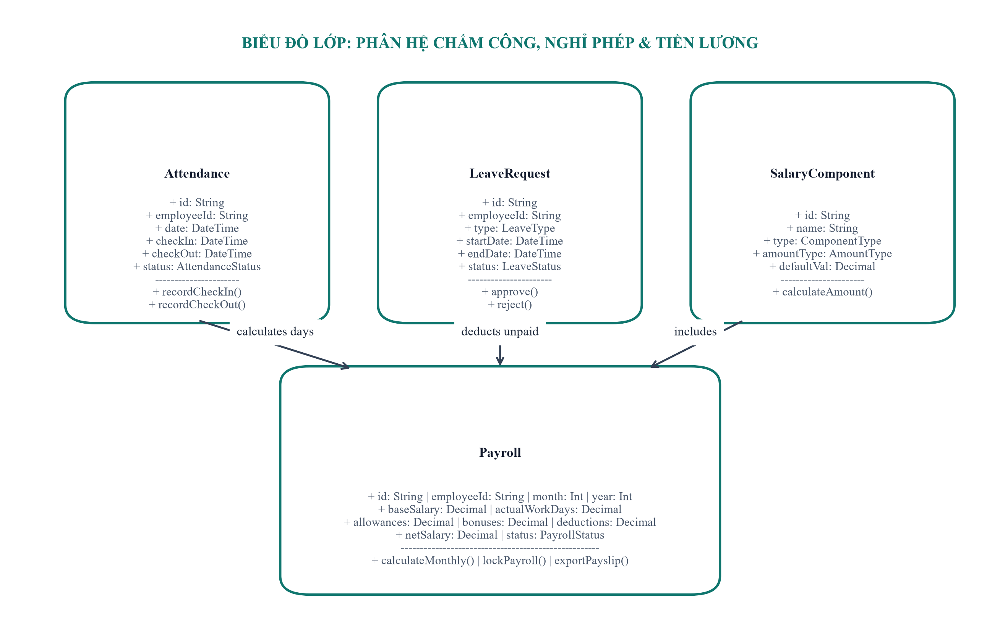 BIỂU ĐỒ LỚP: PHÂN HỆ CHẤM CÔNG, NGHỈ PHÉP & TIỀN LƯƠNG
Attendance
+ id: String
+ employeeId: String
+ date: DateTime
+ checkIn: DateTime
+ checkOut: DateTime
+ status: AttendanceStatus
----------------------
+ recordCheckIn()
+ recordCheckOut()
LeaveRequest
+ id: String
+ employeeId: String
+ type: LeaveType
+ startDate: DateTime
+ endDate: DateTime
+ status: LeaveStatus
----------------------
+ approve()
+ reject()
SalaryComponent
+ id: String
+ name: String
+ type: ComponentType
+ amountType: AmountType
+ defaultVal: Decimal
----------------------
+ calculateAmount()
calculates days
deducts unpaid
includes
Payroll
+ id: String | employeeId: String | month: Int | year: Int
+ baseSalary: Decimal | actualWorkDays: Decimal
+ allowances: Decimal | bonuses: Decimal | deductions: Decimal
+ netSalary: Decimal | status: PayrollStatus
----------------------------------------------------
+ calculateMonthly() | lockPayroll() | exportPayslip()